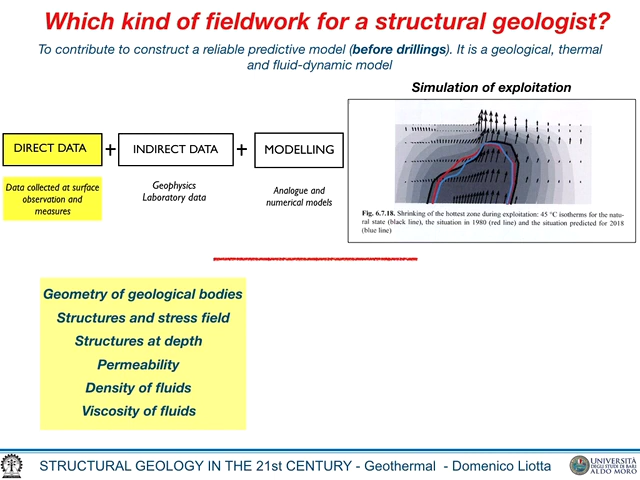 Which kind of fieldwork for a structural geologist?
To contribute to construct a reliable predictive model (before drillings). It is a geological, thermal
and fluid-dynamic model
Simulation of exploitation
DIRECT DATA + INDIRECT DATA + MODELLING
Data collected at surface
observation and
measures
Geophysics
Laboratory data
Analogue and
numerical models
Fig. 6.7.18. Shrinking of the hottest zone during exploitation: 45 °C isotherms for the natu-
ral state (black line), the situation in 1980 (red line) and the situation predicted for 2018
(blue line)
Geometry of geological bodies
Structures and stress field
Structures at depth
Permeability
Density of fluids
Viscosity of fluids
STRUCTURAL GEOLOGY IN THE 21st CENTURY - Geothermal - Domenico Liotta
UNIVERSITÀ
DEGLI STUDI DI BARI
ALDO MORO